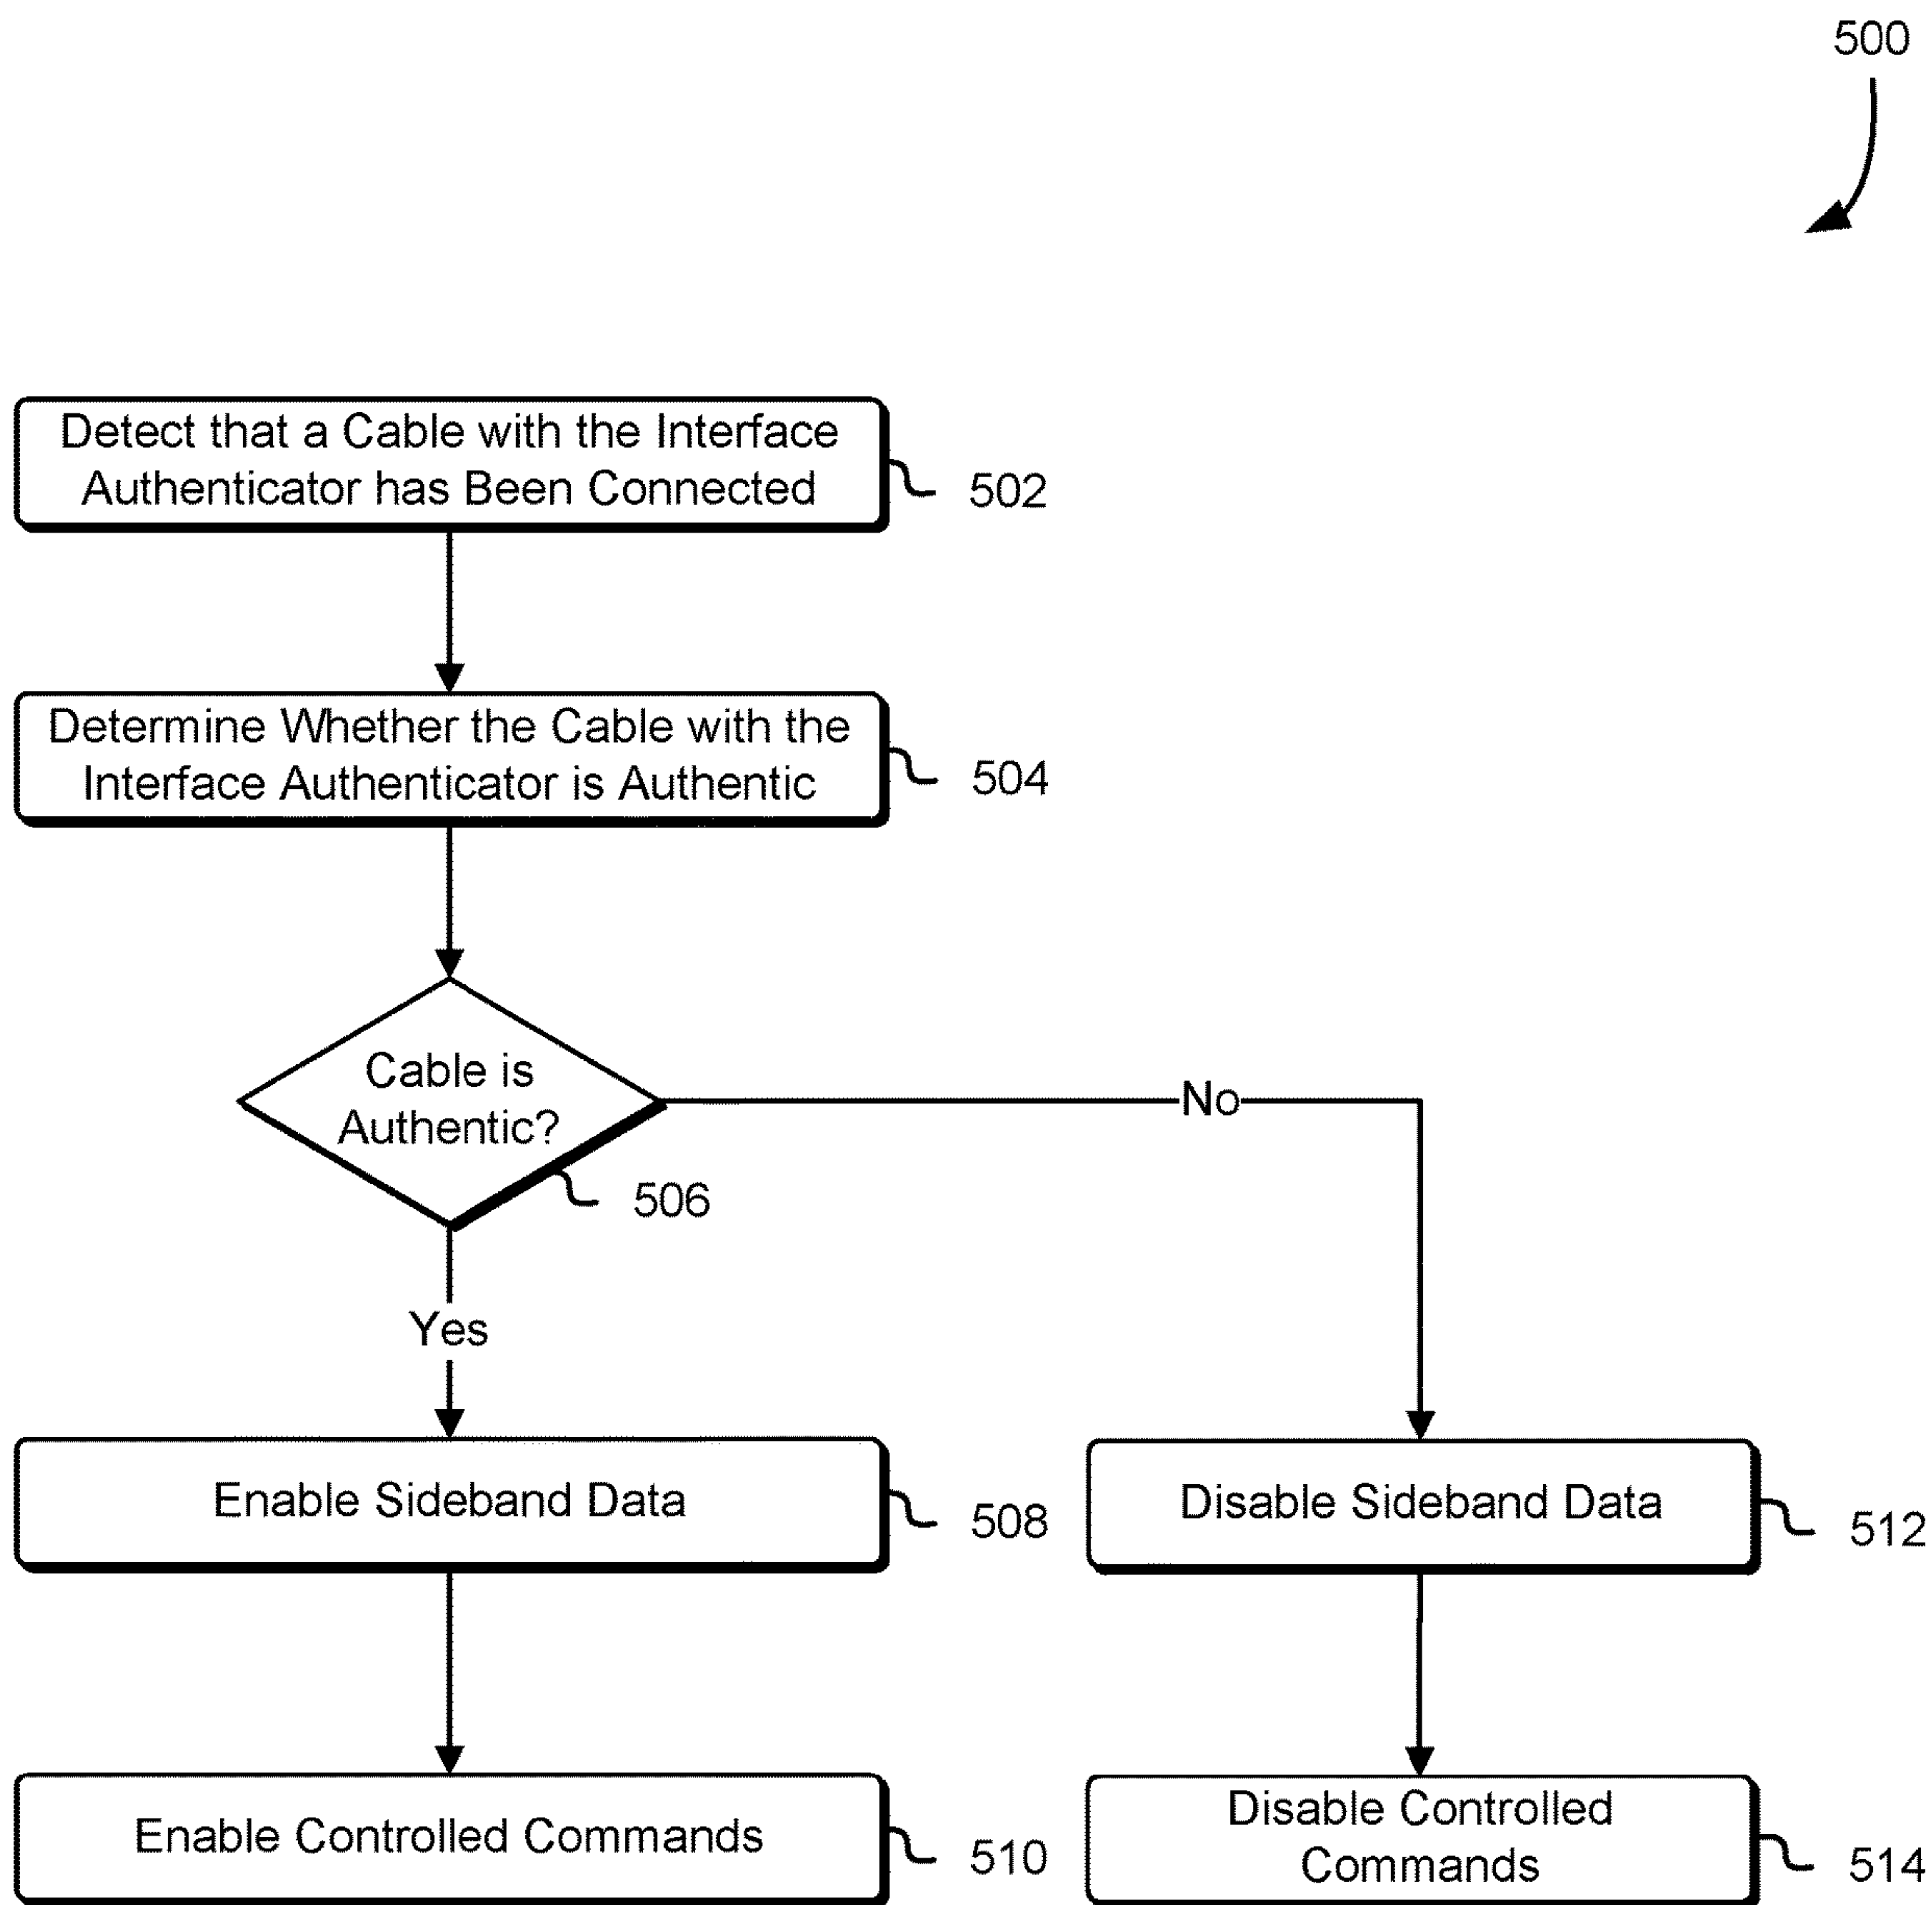 500
Detect that a Cable with the Interface
Authenticator has Been Connected
502
Determine Whether the Cable with the
Interface Authenticator is Authentic
504
Cable is
Authentic?
506
No
Yes
Enable Sideband Data
508
Disable Sideband Data
512
Enable Controlled Commands
510
Disable Controlled
Commands
514